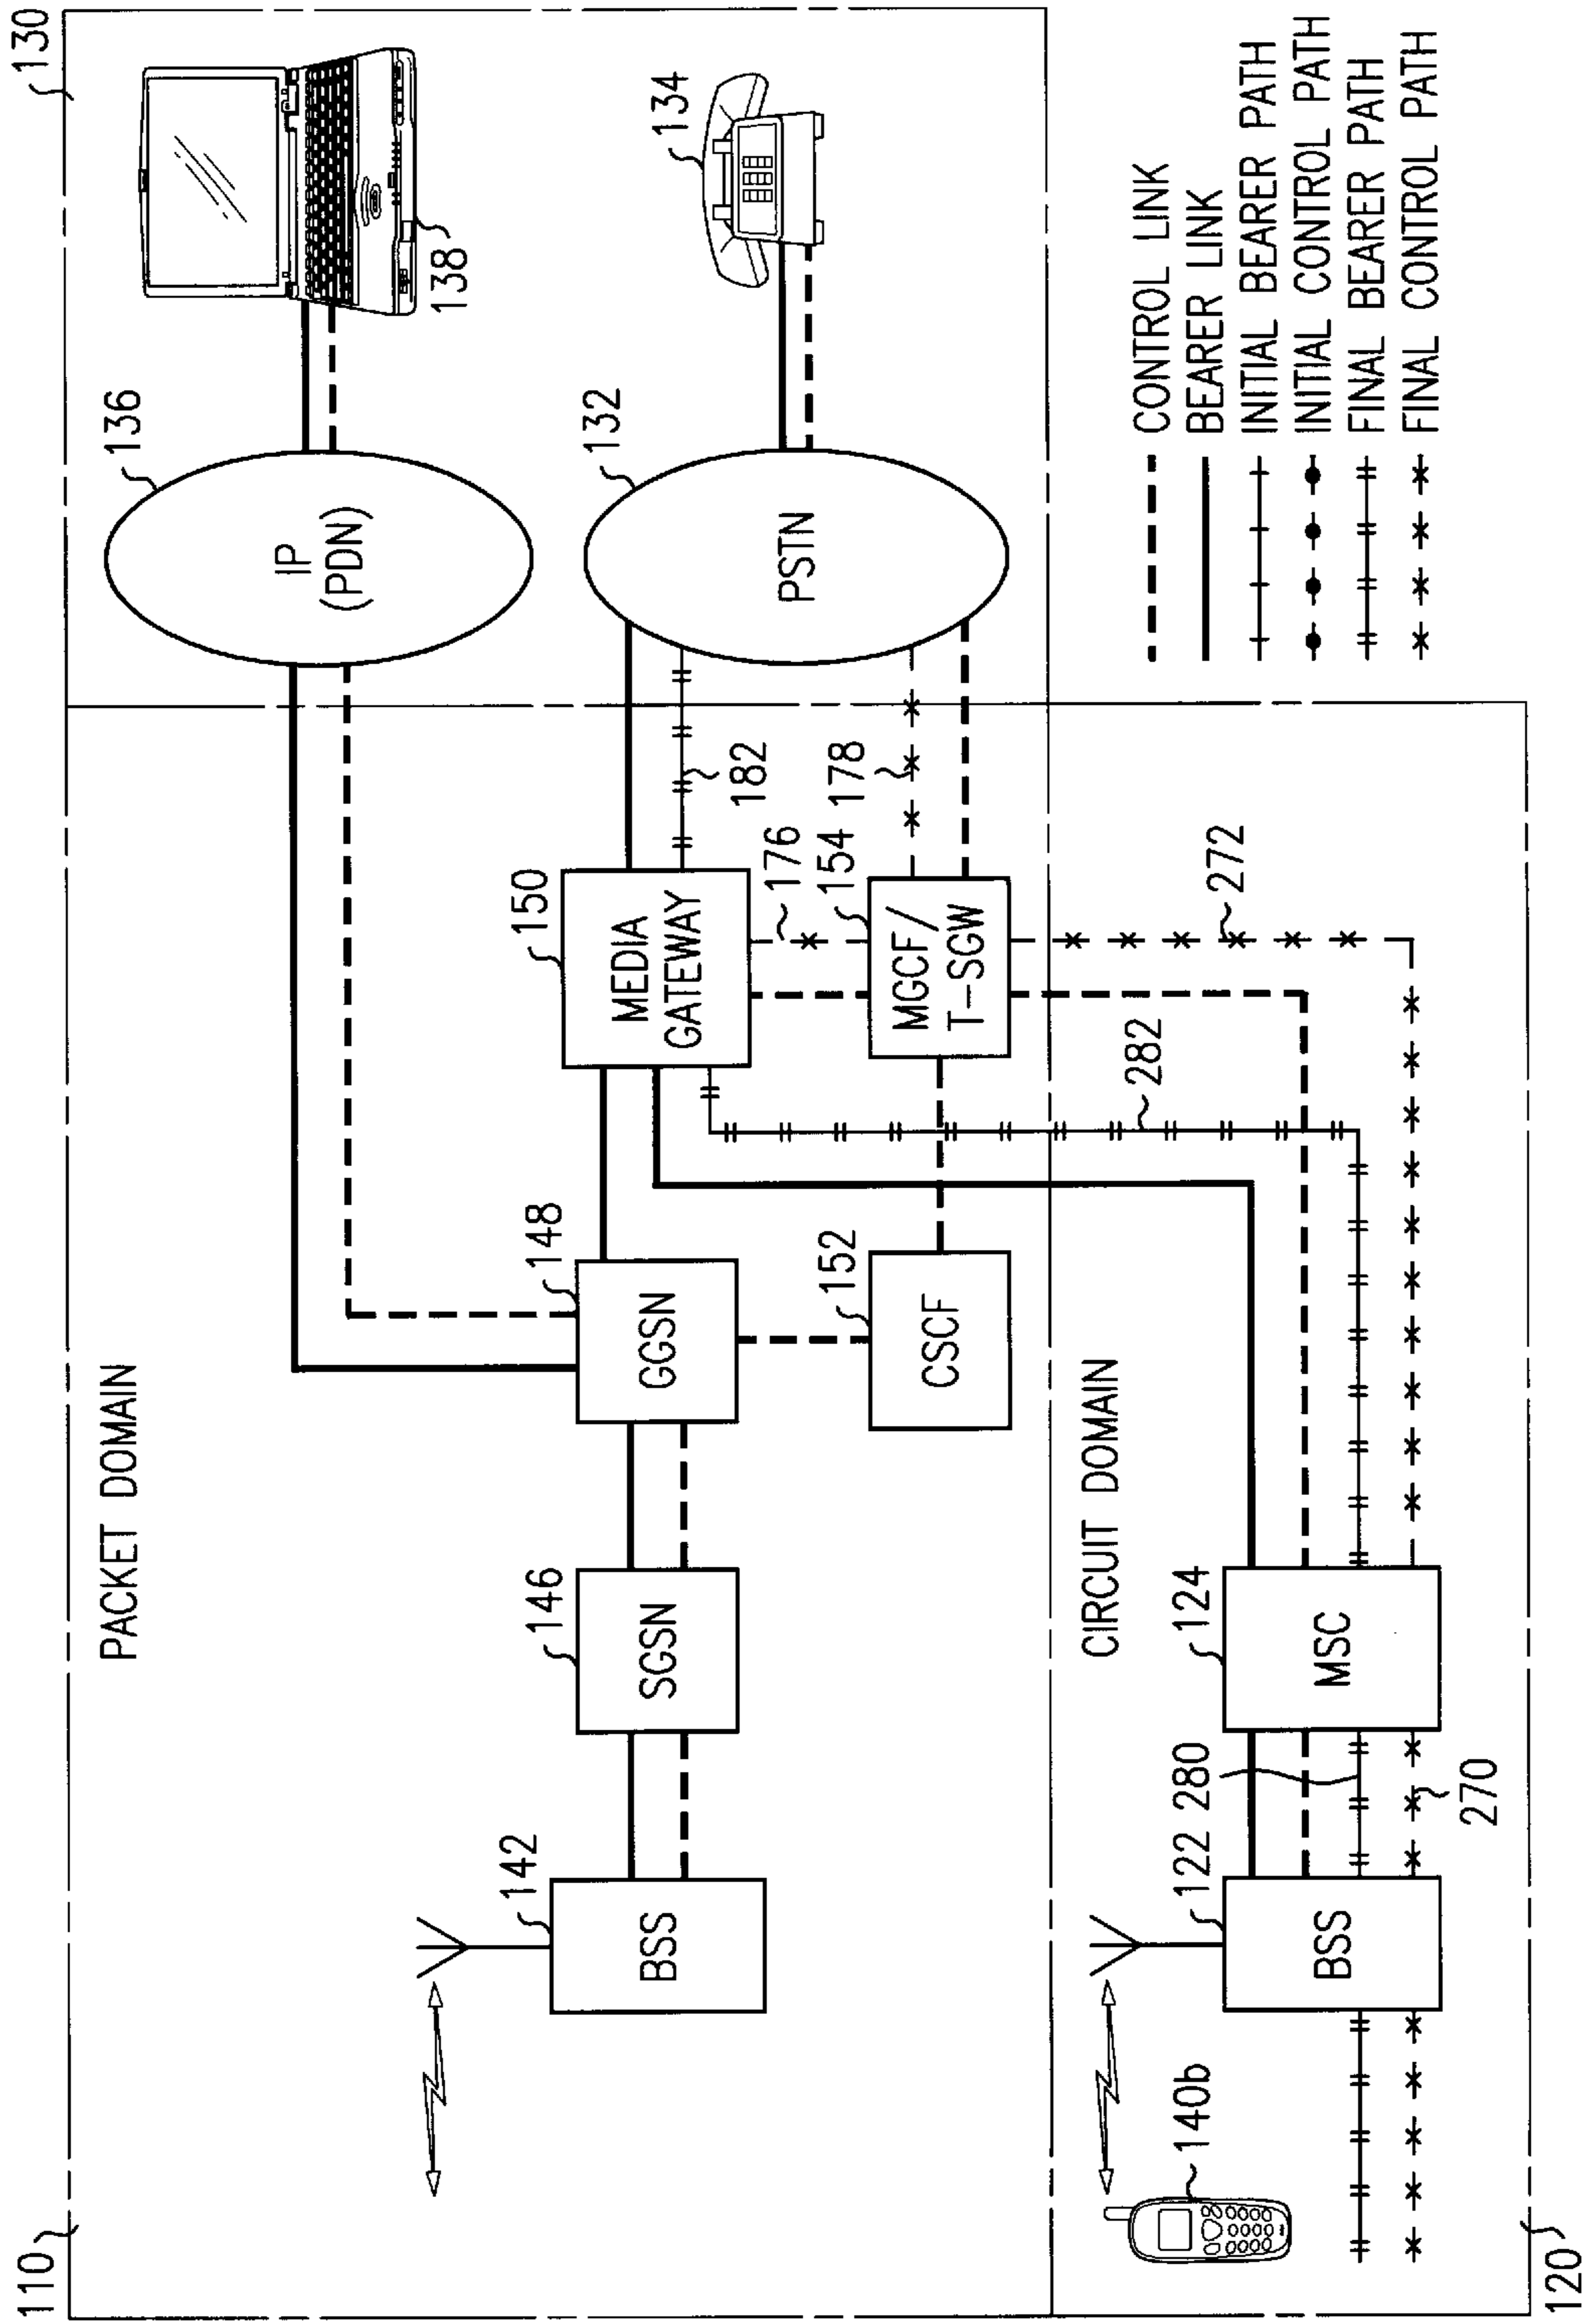 110
PACKET DOMAIN
130
136
IP
(PDN)
138
142
BSS
146
SGSN
148
GGSN
150
MEDIA
GATEWAY
182
132
PSTN
134
152
CSCF
176
154
MGCF/
T-SGW
178
CIRCUIT DOMAIN
282
272
140b
122
BSS
280
270
124
MSC
120
CONTROL LINK
BEARER LINK
INITIAL BEARER PATH
INITIAL CONTROL PATH
FINAL BEARER PATH
FINAL CONTROL PATH